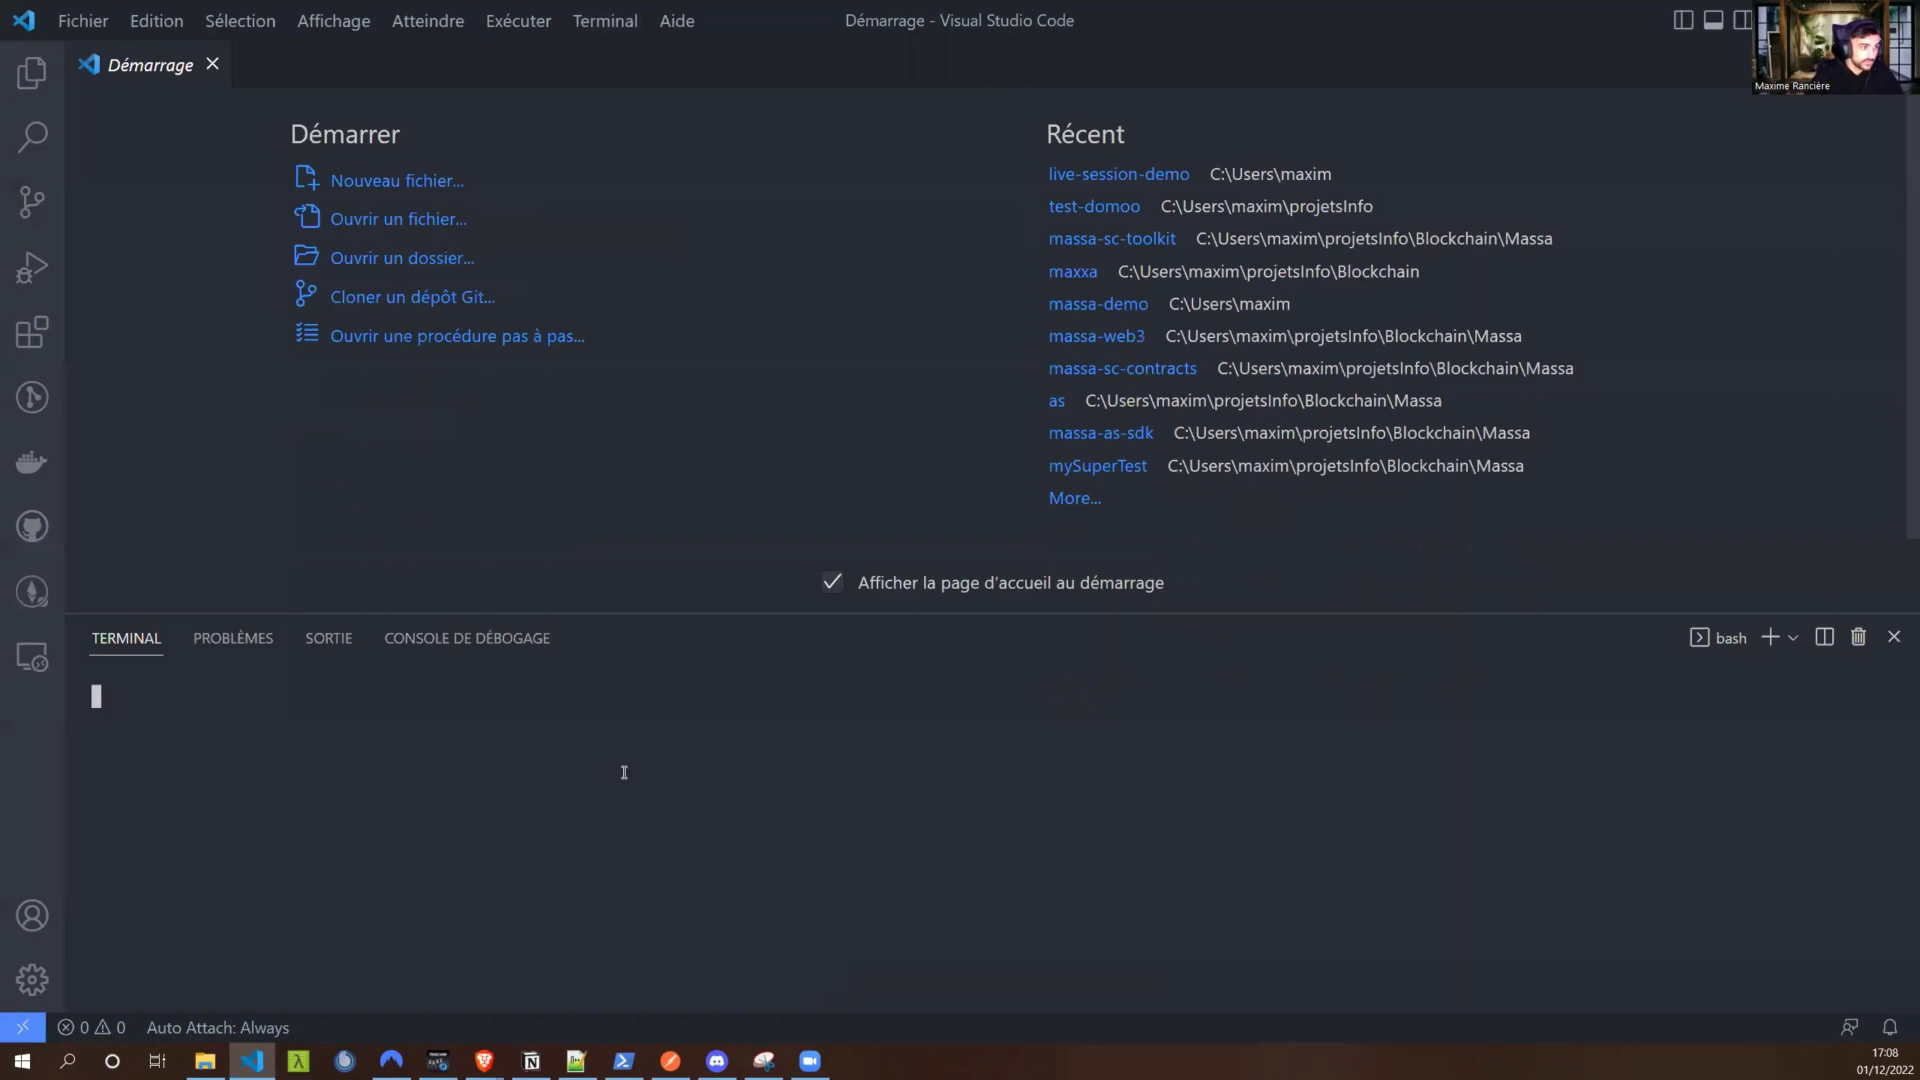 Fichier Edition Sélection Affichage Atteindre Exécuter Terminal Aide
Démarrage - Visual Studio Code
Maxime Rancière
Démarrage
Démarrer
Nouveau fichier...
Ouvrir un fichier...
Ouvrir un dossier...
Cloner un dépôt Git...
Ouvrir une procédure pas à pas...
Récent
live-session-demo C:\Users\maxim
test-domoo C:\Users\maxim\projetsInfo
massa-sc-toolkit C:\Users\maxim\projetsInfo\Blockchain\Massa
maxxa C:\Users\maxim\projetsInfo\Blockchain
massa-demo C:\Users\maxim
massa-web3 C:\Users\maxim\projetsInfo\Blockchain\Massa
massa-sc-contracts C:\Users\maxim\projetsInfo\Blockchain\Massa
as C:\Users\maxim\projetsInfo\Blockchain\Massa
massa-as-sdk C:\Users\maxim\projetsInfo\Blockchain\Massa
mySuperTest C:\Users\maxim\projetsInfo\Blockchain\Massa
More...
Afficher la page d'accueil au démarrage
TERMINAL PROBLÈMES SORTIE CONSOLE DE DÉBOGAGE
bash
0 0 Auto Attach: Always
17:08
01/12/2022